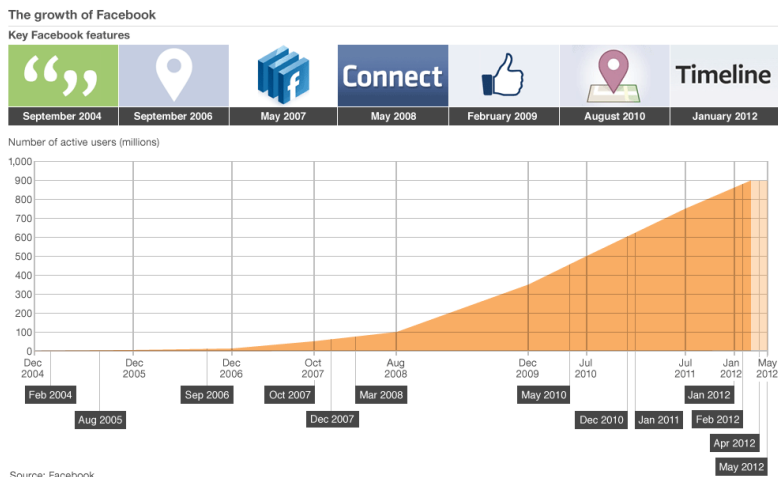 The growth of Facebook
Key Facebook features
Connect
Timeline
September 2004
September 2006
May 2007
May 2008
February 2009
August 2010
January 2012
Number of active users (millions)
1,000
900
800
700
600
500
400
300
200
100
0
Dec 2004
Dec 2005
Dec 2006
Oct 2007
Aug 2008
Dec 2009
Jul 2010
Jul 2011
Jan 2012
May 2012
Feb 2004
Sep 2006
Oct 2007
Mar 2008
May 2010
Jan 2012
Aug 2005
Dec 2007
Dec 2010
Jan 2011
Feb 2012
Apr 2012
May 2012
Source: Facebook